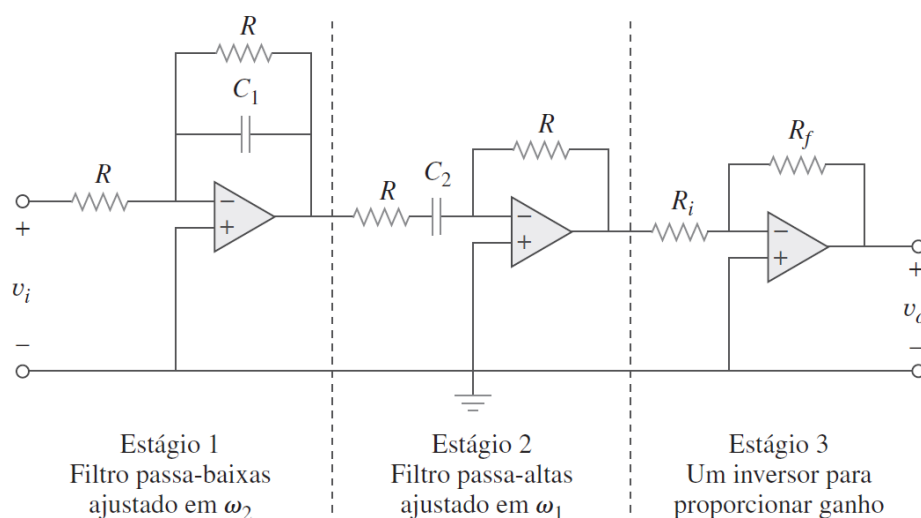 R
C1
R
R
C2
R
Ri
Rf
−
+
−
+
−
+
+
vi
−
+
vo
−
Estágio 1
Filtro passa-baixas
ajustado em ω2
Estágio 2
Filtro passa-altas
ajustado em ω1
Estágio 3
Um inversor para
proporcionar ganho